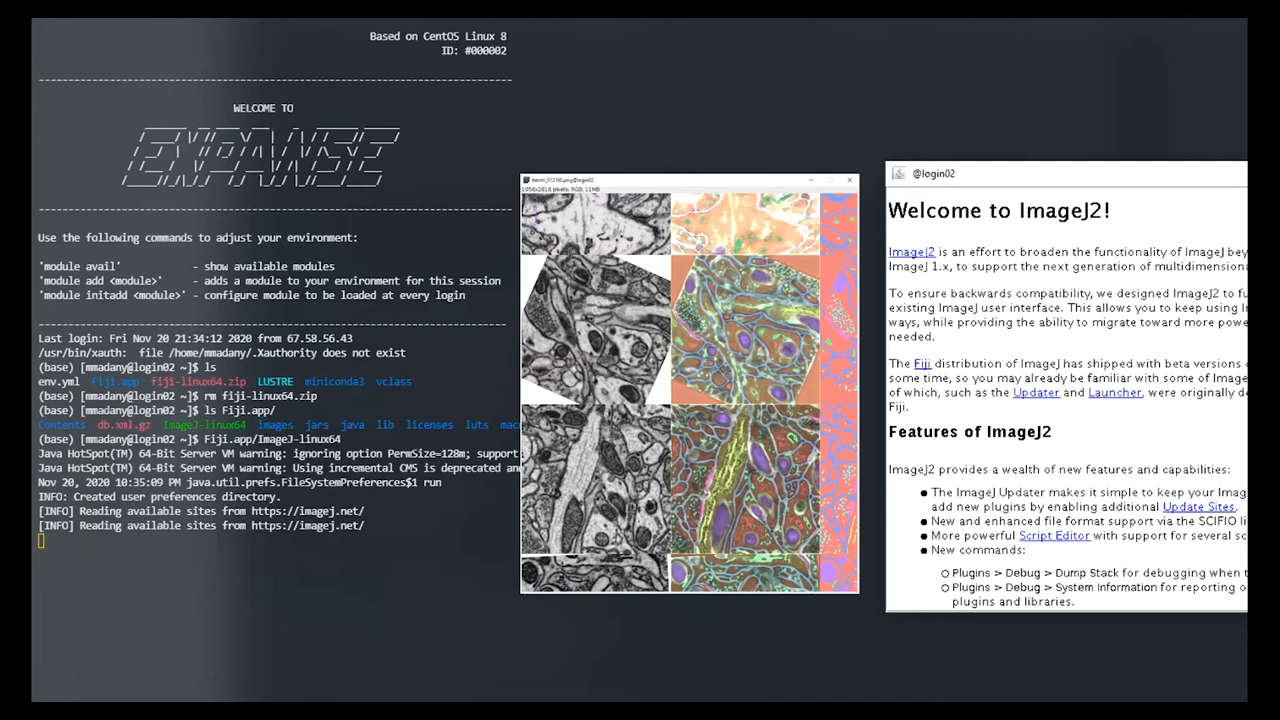 Based on CentOS Linux 8
ID: #000002
--------------------------------------------------------------------------------
WELCOME TO
EXPANSE
--------------------------------------------------------------------------------
Use the following commands to adjust your environment:
'module avail' - show available modules
'module add <module>' - adds a module to your environment for this session
'module initadd <module>' - configure module to be loaded at every login
-------------------------------------------------------------------------------
Last login: Fri Nov 20 21:34:12 2020 from 67.58.56.43
/usr/bin/xauth:  file /home/mmadany/.Xauthority does not exist
(base) [mmadany@login02 ~]$ ls
env.yml Fiji.app fiji-linux64.zip LUSTRE miniconda3 vclass
(base) [mmadany@login02 ~]$ rm fiji-linux64.zip
(base) [mmadany@login02 ~]$ ls Fiji.app/
Contents db.xml.gz ImageJ-linux64 images jars java lib licenses luts mac
(base) [mmadany@login02 ~]$ Fiji.app/ImageJ-linux64
Java HotSpot(TM) 64-Bit Server VM warning: ignoring option PermSize=128m; support
Java HotSpot(TM) 64-Bit Server VM warning: Using incremental CMS is deprecated an
Nov 20, 2020 10:35:09 PM java.util.prefs.FileSystemPreferences$1 run
INFO: Created user preferences directory.
[INFO] Reading available sites from https://imagej.net/
[INFO] Reading available sites from https://imagej.net/
1056x2816 pixels; RGB; 11MB
@login02
Welcome to ImageJ2!
ImageJ2 is an effort to broaden the functionality of ImageJ bey
ImageJ 1.x, to support the next generation of multidimensiona
To ensure backwards compatibility, we designed ImageJ2 to fu
existing ImageJ user interface. This allows you to keep using I
ways, while providing the ability to migrate toward more powe
needed.
The Fiji distribution of ImageJ has shipped with beta versions o
some time, so you may already be familiar with some of Image
of which, such as the Updater and Launcher, were originally de
Fiji.
Features of ImageJ2
ImageJ2 provides a wealth of new features and capabilities:
The ImageJ Updater makes it simple to keep your Imag
add new plugins by enabling additional Update Sites.
New and enhanced file format support via the SCIFIO li
More powerful Script Editor with support for several sc
New commands:
Plugins > Debug > Dump Stack for debugging when t
Plugins > Debug > System Information for reporting o
plugins and libraries.